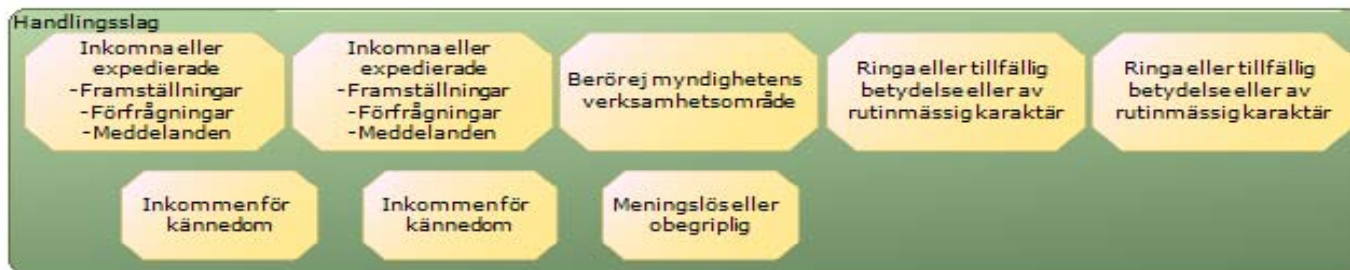 Handlingsslag
Inkomna eller
expedierade
-Framställningar
-Förfrågningar
-Meddelanden
Inkomna eller
expedierade
-Framställningar
-Förfrågningar
-Meddelanden
Berör ej myndighetens
verksamhetsområde
Ringa eller tillfällig
betydelse eller av
rutinmässig karaktär
Ringa eller tillfällig
betydelse eller av
rutinmässig karaktär
Inkommen för
kännedom
Inkommen för
kännedom
Meningslös eller
obegriplig